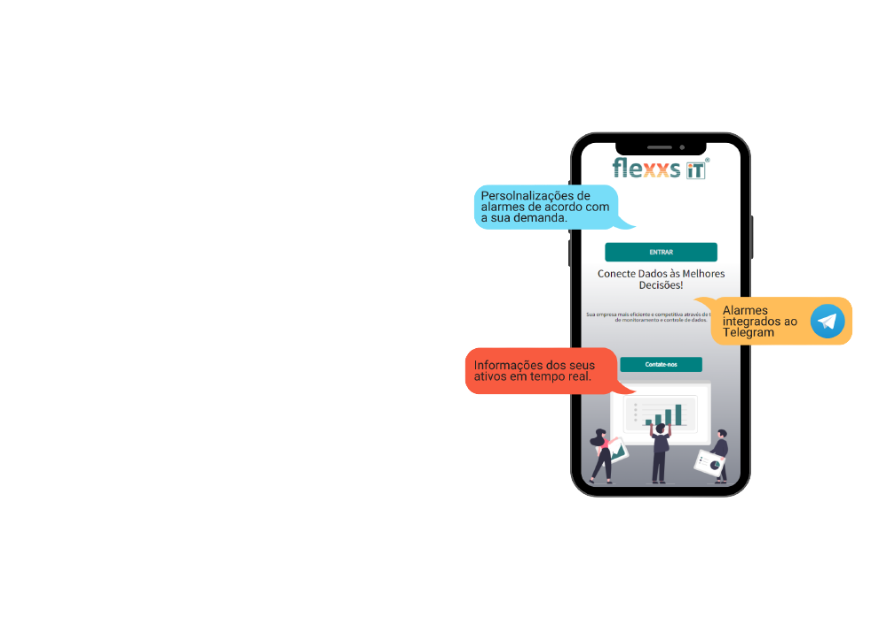 flexxs iT
Persolnalizações de
alarmes de acordo com
a sua demanda.
ENTRAR
Conecte Dados às Melhores
Decisões!
Alarmes
integrados ao
Telegram
Sua empresa mais eficiente e competitiva através do
de monitoramento e controle de dados.
Informações dos seus
ativos em tempo real.
Contate-nos